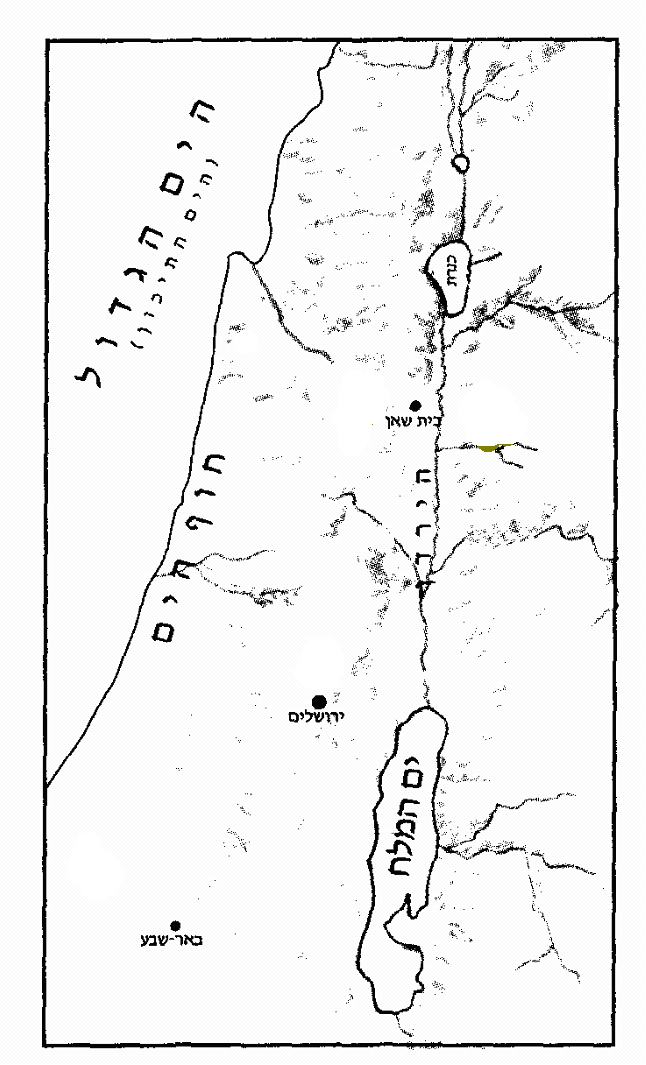 הים הגדול
(הים התיכון)
כנרת
בית שאן
הירדן
חוף הים
ירושלים
ים המלח
באר-שבע